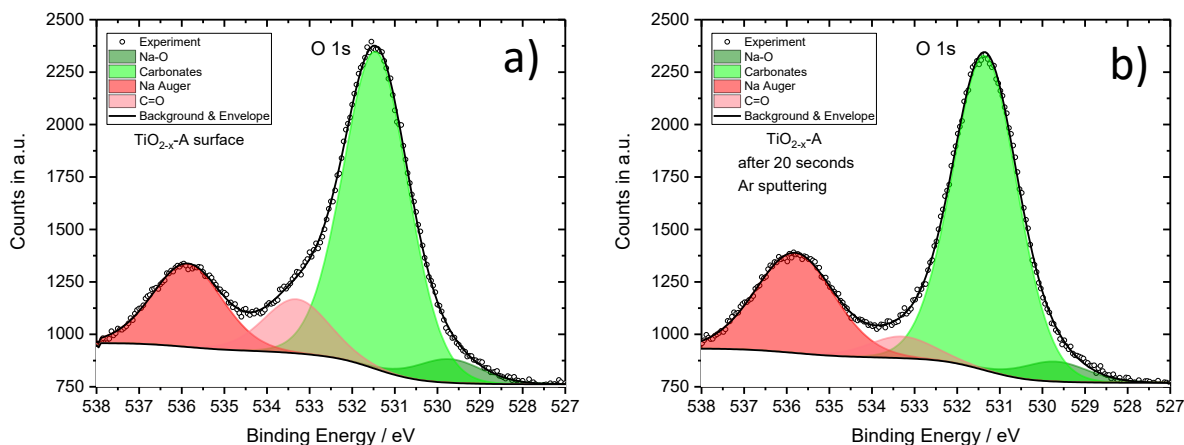 2500
2250
2000
1750
1500
1250
1000
750
Counts in a.u.
Experiment
Na-O
Carbonates
Na Auger
C=O
Background & Envelope
TiO2-x-A surface
O 1s
a)
538 537 536 535 534 533 532 531 530 529 528 527
Binding Energy / eV
2500
2250
2000
1750
1500
1250
1000
750
Counts in a.u.
Experiment
Na-O
Carbonates
Na Auger
C=O
Background & Envelope
TiO2-x-A
after 20 seconds
Ar sputtering
O 1s
b)
538 537 536 535 534 533 532 531 530 529 528 527
Binding Energy / eV